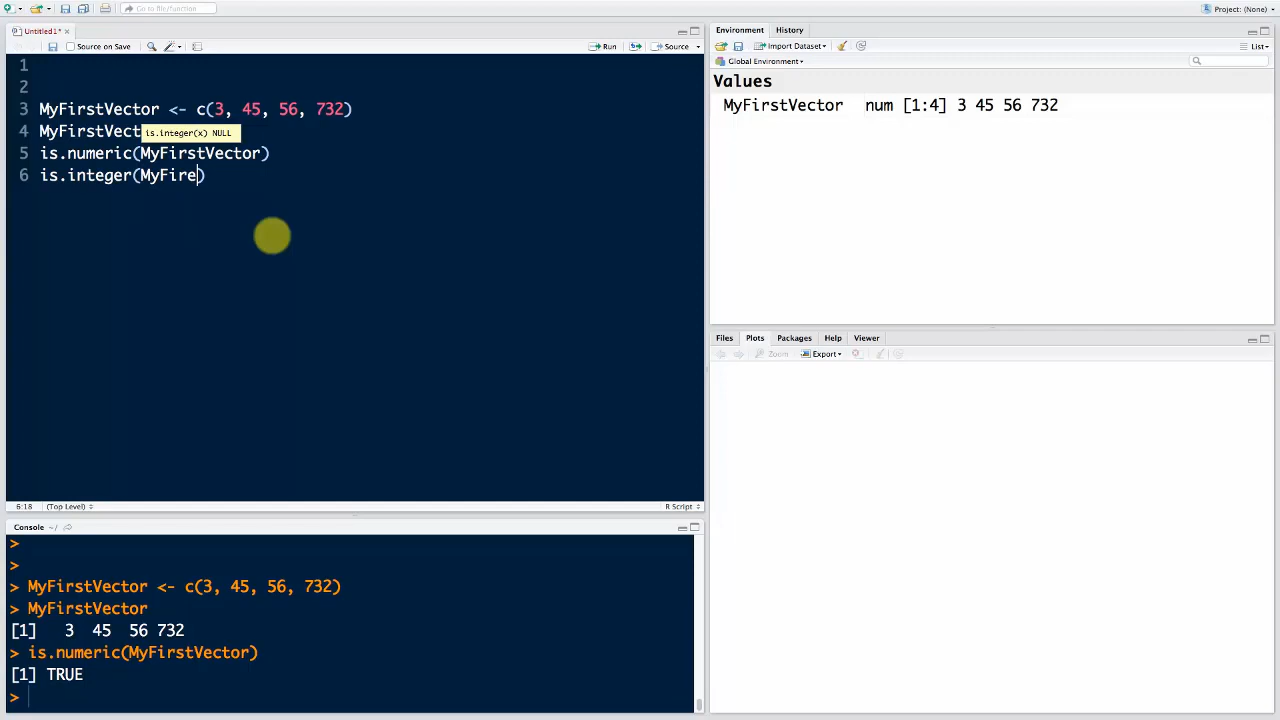 Go to file/function
Project: (None)
Untitled1*
Source on Save
Run
Source
1
2
3 MyFirstVector <- c(3, 45, 56, 732)
4 MyFirstVect
is.integer(x) NULL
5 is.numeric(MyFirstVector)
6 is.integer(MyFire)
6:18 (Top Level)
R Script
Console ~/
>
>
> MyFirstVector <- c(3, 45, 56, 732)
> MyFirstVector
[1] 3 45 56 732
> is.numeric(MyFirstVector)
[1] TRUE
>
Environment History
Import Dataset
List
Global Environment
Values
MyFirstVector num [1:4] 3 45 56 732
Files Plots Packages Help Viewer
Zoom Export